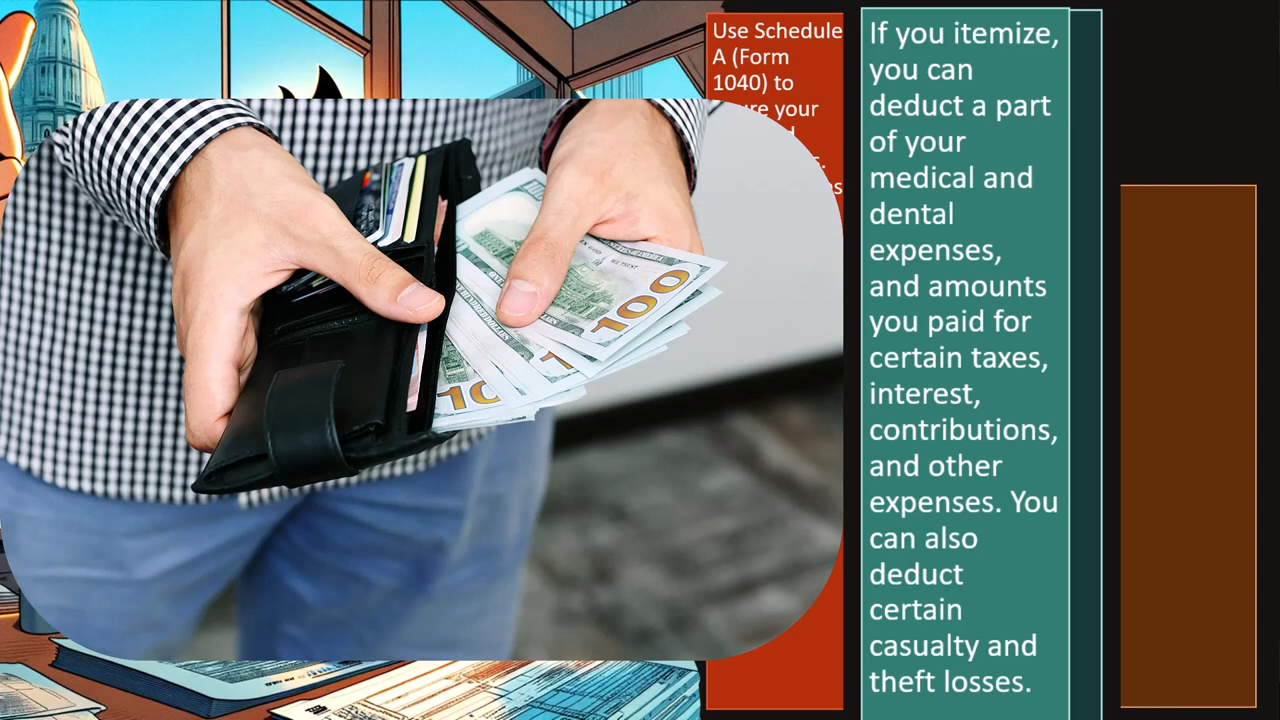 Use Schedule
A (Form
1040) to
your
If you itemize,
you can
deduct a part
of your
medical and
dental
expenses,
and amounts
you paid for
certain taxes,
interest,
contributions,
and other
expenses. You
can also
deduct
certain
casualty and
theft losses.
100